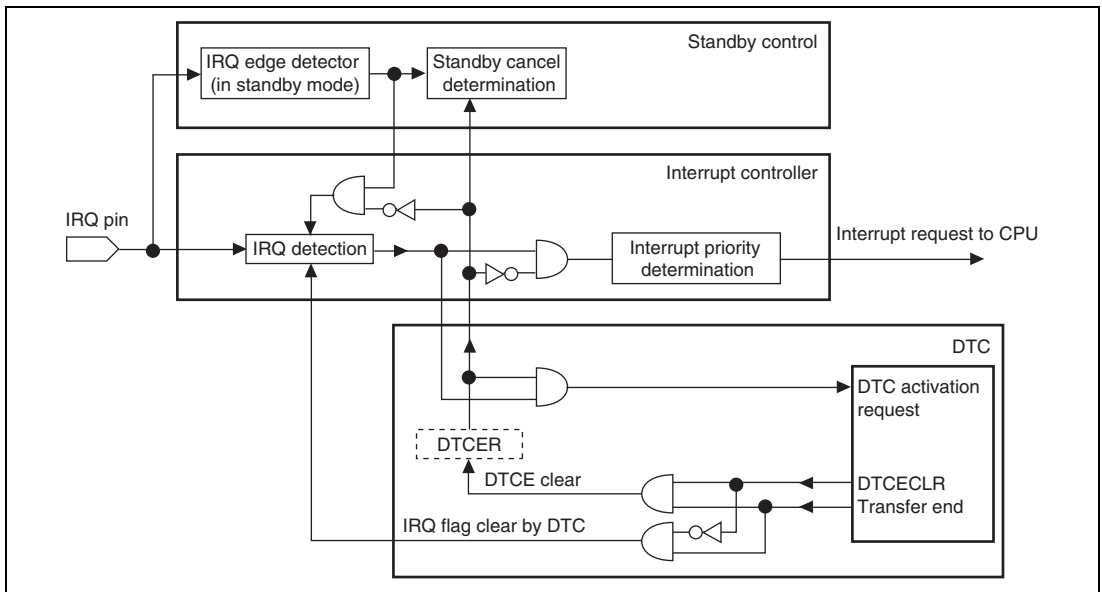 Standby control
IRQ edge detector
(in standby mode)
Standby cancel
determination
Interrupt controller
IRQ pin
IRQ detection
Interrupt priority
determination
Interrupt request to CPU
DTC
DTC activation
request
DTCER
DTCE clear
DTCECLR
Transfer end
IRQ flag clear by DTC